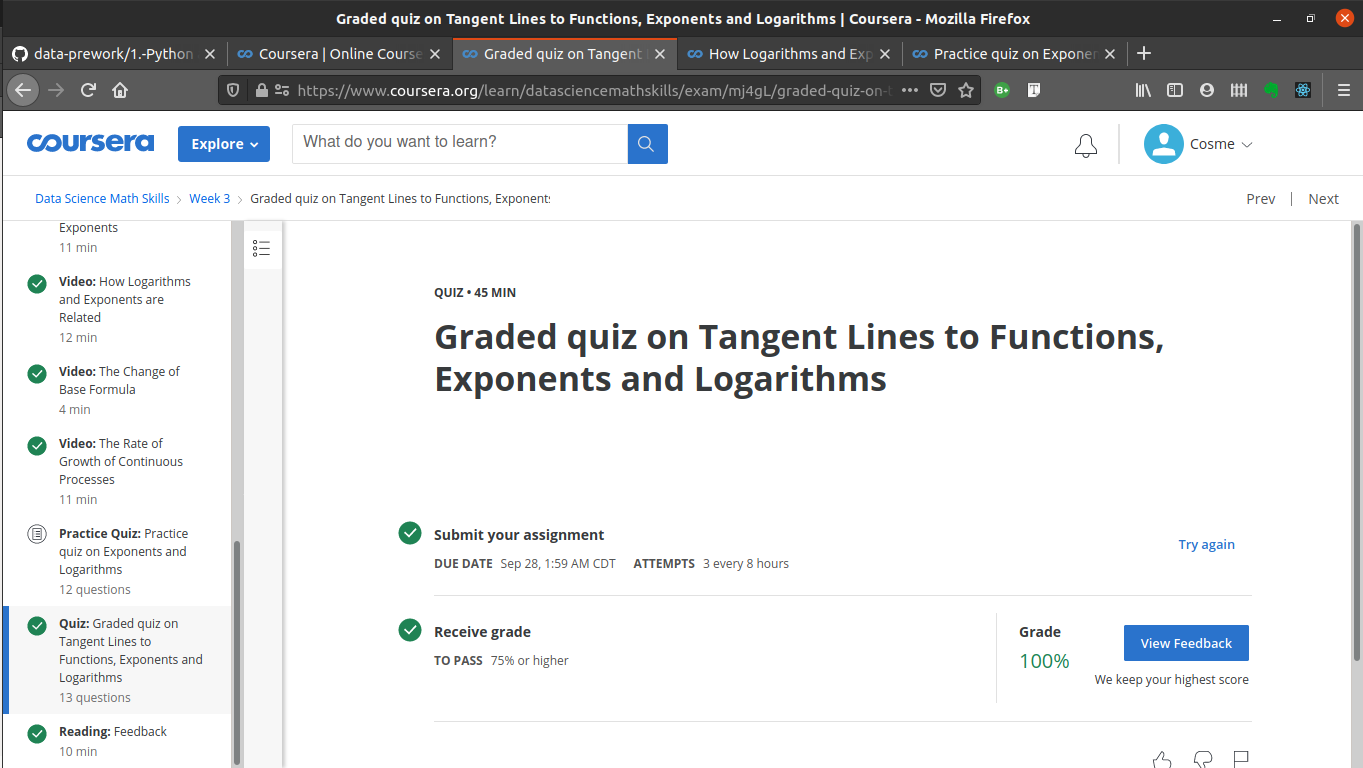 Graded quiz on Tangent Lines to Functions, Exponents and Logarithms | Coursera - Mozilla Firefox
data-prework/1.-Python
Coursera | Online Course
Graded quiz on Tangent
How Logarithms and Exp
Practice quiz on Exponen
https://www.coursera.org/learn/datasciencemathskills/exam/mj4gL/graded-quiz-on-t
B+
T
coursera
Explore
What do you want to learn?
Cosme
Data Science Math Skills
Week 3
Graded quiz on Tangent Lines to Functions, Exponents
Prev | Next
Exponents
11 min
Video: How Logarithms
and Exponents are
Related
12 min
Video: The Change of
Base Formula
4 min
Video: The Rate of
Growth of Continuous
Processes
11 min
Practice Quiz: Practice
quiz on Exponents and
Logarithms
12 questions
Quiz: Graded quiz on
Tangent Lines to
Functions, Exponents and
Logarithms
13 questions
Reading: Feedback
10 min
QUIZ • 45 MIN
Graded quiz on Tangent Lines to Functions,
Exponents and Logarithms
Submit your assignment
DUE DATE Sep 28, 1:59 AM CDT ATTEMPTS 3 every 8 hours
Try again
Receive grade
TO PASS 75% or higher
Grade
100%
View Feedback
We keep your highest score